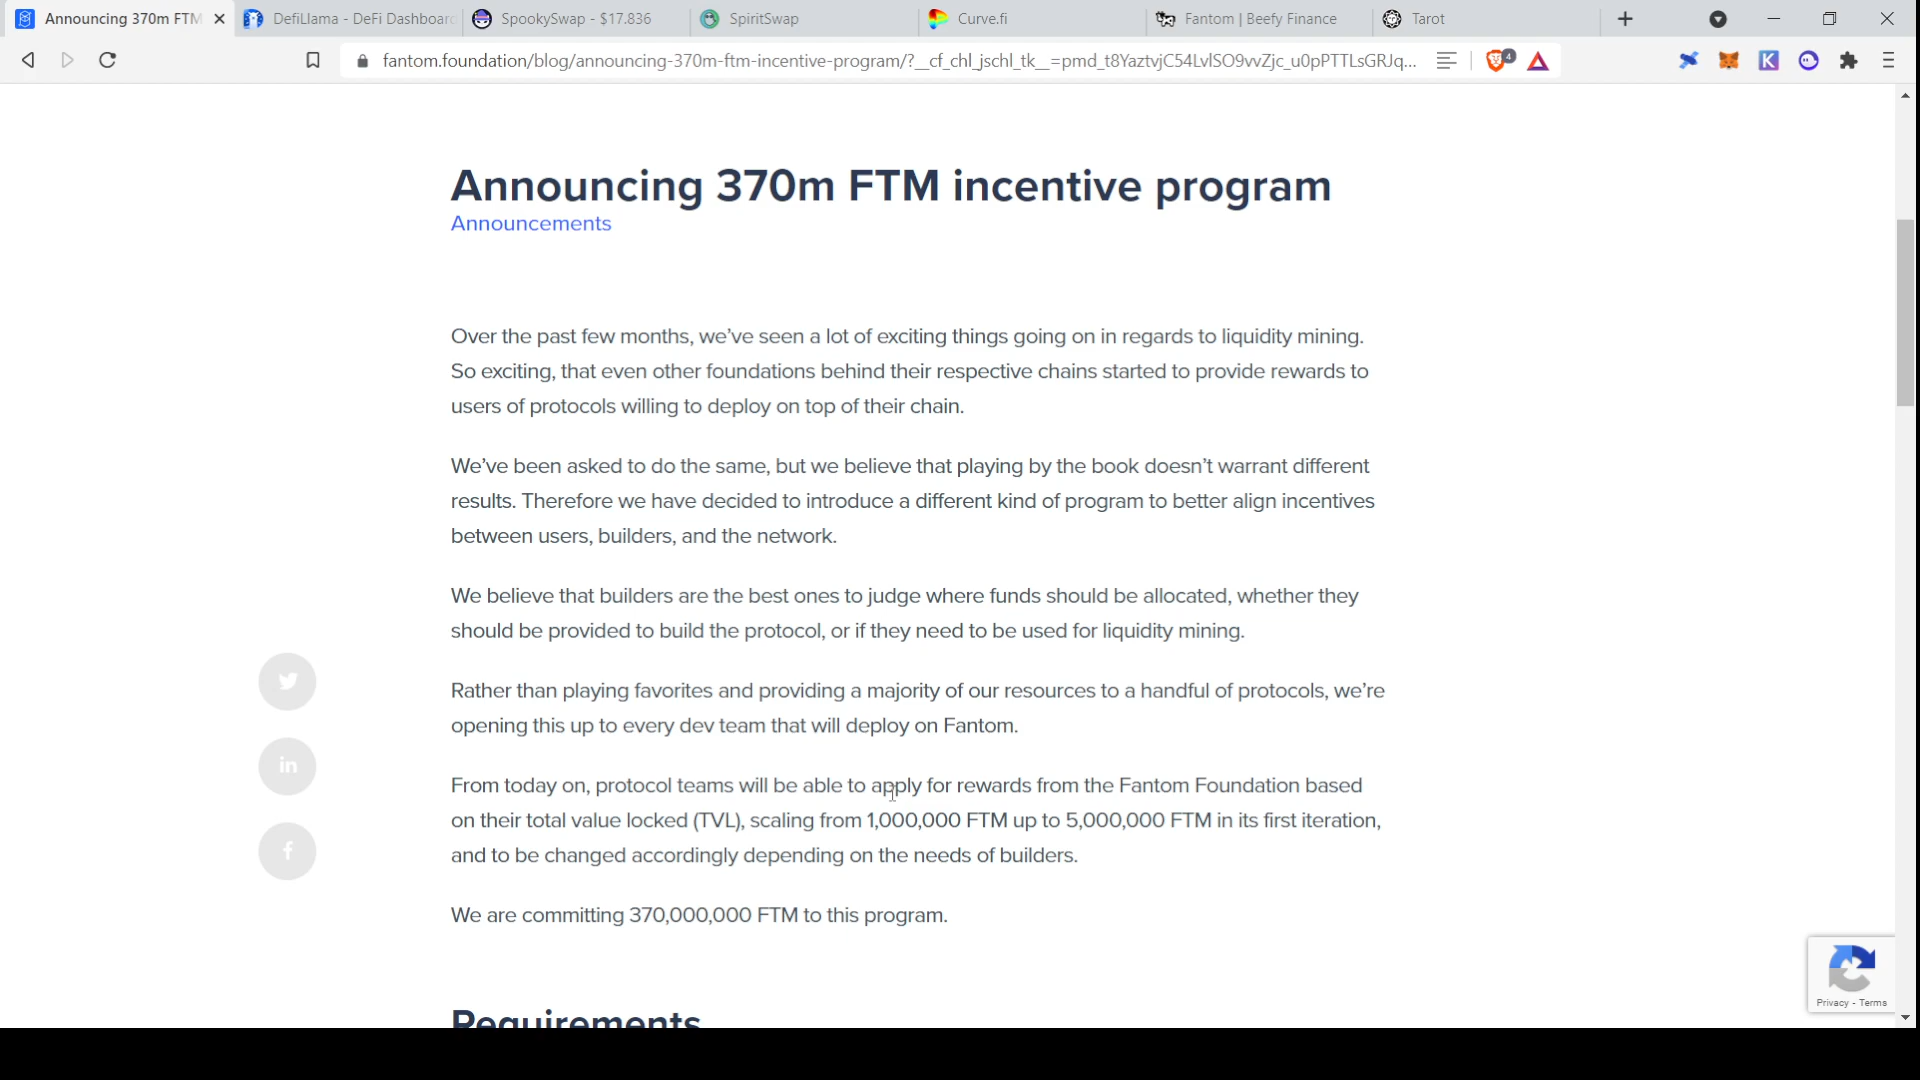 Announcing 370m FTM
DefiLlama - DeFi Dashboard
SpookySwap - $17.836
SpiritSwap
Curve.fi
Fantom | Beefy Finance
Tarot
fantom.foundation/blog/announcing-370m-ftm-incentive-program/?__cf_chl_jschl_tk__=pmd_t8YaztvjC54LvlSO9vvZjc_u0pPTTLsGRJq...
4
K
Announcing 370m FTM incentive program
Announcements
Over the past few months, we’ve seen a lot of exciting things going on in regards to liquidity mining.
So exciting, that even other foundations behind their respective chains started to provide rewards to
users of protocols willing to deploy on top of their chain.
We’ve been asked to do the same, but we believe that playing by the book doesn’t warrant different
results. Therefore we have decided to introduce a different kind of program to better align incentives
between users, builders, and the network.
We believe that builders are the best ones to judge where funds should be allocated, whether they
should be provided to build the protocol, or if they need to be used for liquidity mining.
Rather than playing favorites and providing a majority of our resources to a handful of protocols, we’re
opening this up to every dev team that will deploy on Fantom.
From today on, protocol teams will be able to apply for rewards from the Fantom Foundation based
on their total value locked (TVL), scaling from 1,000,000 FTM up to 5,000,000 FTM in its first iteration,
and to be changed accordingly depending on the needs of builders.
We are committing 370,000,000 FTM to this program.
in
f
Privacy - Terms
Requirements